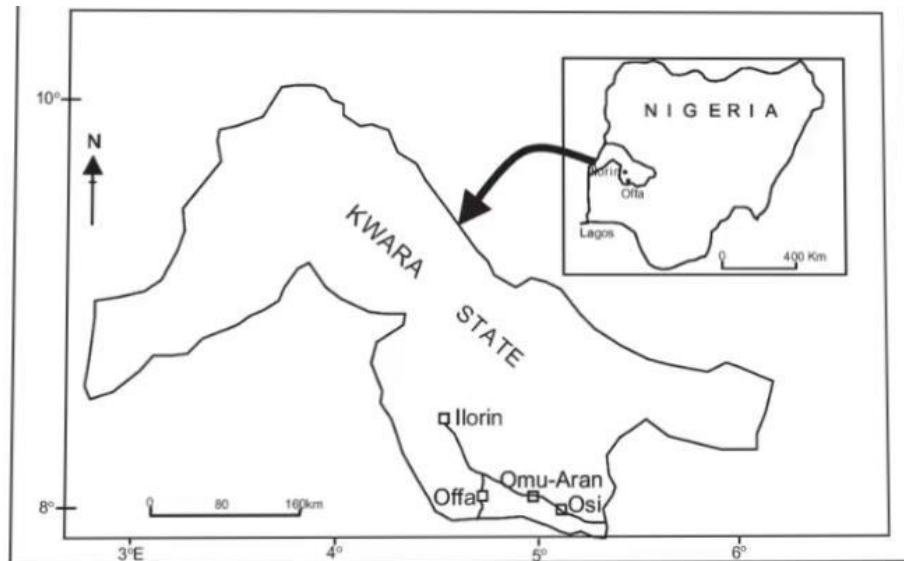 10°
N
8°
3°E
4°
5°
6°
KWARA
STATE
Ilorin
Omu-Aran
Offa
Osi
0 80 160km
NIGERIA
Ilorin
Offa
Lagos
0 400 Km